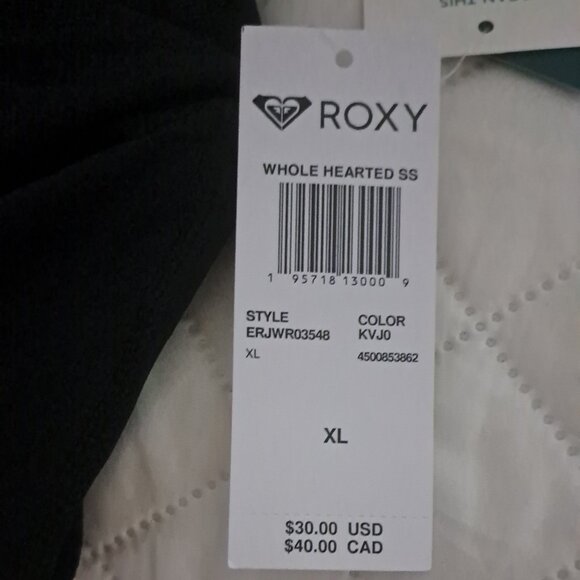 ROXY
WHOLE HEARTED SS
1 95718 13000 9
STYLE COLOR
ERJWR03548 KVJ0
XL 4500853862
XL
$30.00 USD
$40.00 CAD
THIS